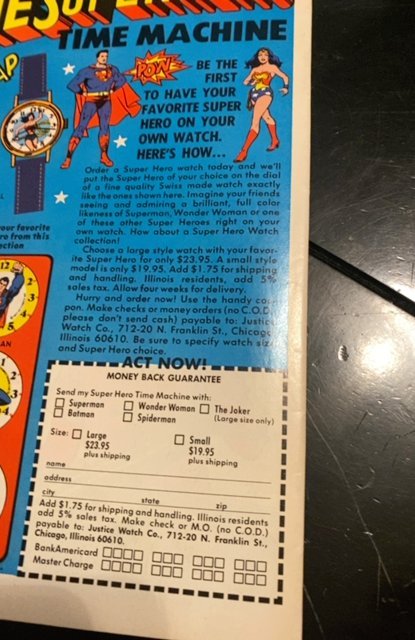 TIME MACHINE
POW!
BE THE
FIRST
TO HAVE YOUR
FAVORITE SUPER
HERO ON YOUR
OWN WATCH.
HERE'S HOW...
Order a Super Hero watch today and we'll
put the Super Hero of your choice on the dial
of a fine quality Swiss made watch exactly
like the ones shown here. Imagine your friends
seeing and admiring a brilliant, full color
likeness of Superman, Wonder Woman or one
of these other Super Heroes right on your
own watch. How about a Super Hero Watch
collection!
Choose a large style watch with your favor-
ite Super Hero for only $23.95. A small style
model is only $19.95. Add $1.75 for shipping
and handling. Illinois residents, add 5%
sales tax. Allow four weeks for delivery.
Hurry and order now! Use the handy cou-
pon. Make checks or money orders (no C.O.D.
please don't send cash) payable to: Justice
Watch Co., 712-20 N. Franklin St., Chicago,
Illinois 60610. Be sure to specify watch size
and Super Hero choice.
your favorite
ro from this
ection
AN
ACT NOW!
MONEY BACK GUARANTEE
Send my Super Hero Time Machine with:
Superman Wonder Woman The Joker
Batman Spiderman (Large size only)
Size: Large Small
$23.95 $19.95
plus shipping plus shipping
name
address
city state zip
Add $1.75 for shipping and handling. Illinois residents
add 5% sales tax. Make check or M.O. (no C.O.D.)
payable to: Justice Watch Co., 712-20 N. Franklin St.,
Chicago, Illinois 60610.
BankAmericard
Master Charge